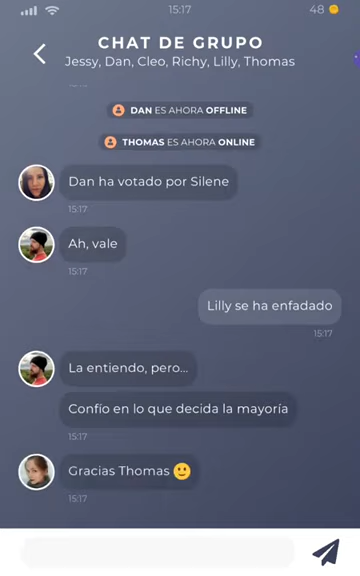 15:17
48
CHAT DE GRUPO
Jessy, Dan, Cleo, Richy, Lilly, Thomas
DAN ES AHORA OFFLINE
THOMAS ES AHORA ONLINE
Dan ha votado por Silene
15:17
Ah, vale
15:17
Lilly se ha enfadado
15:17
La entiendo, pero...
Confío en lo que decida la mayoría
15:17
Gracias Thomas 🙂
15:17